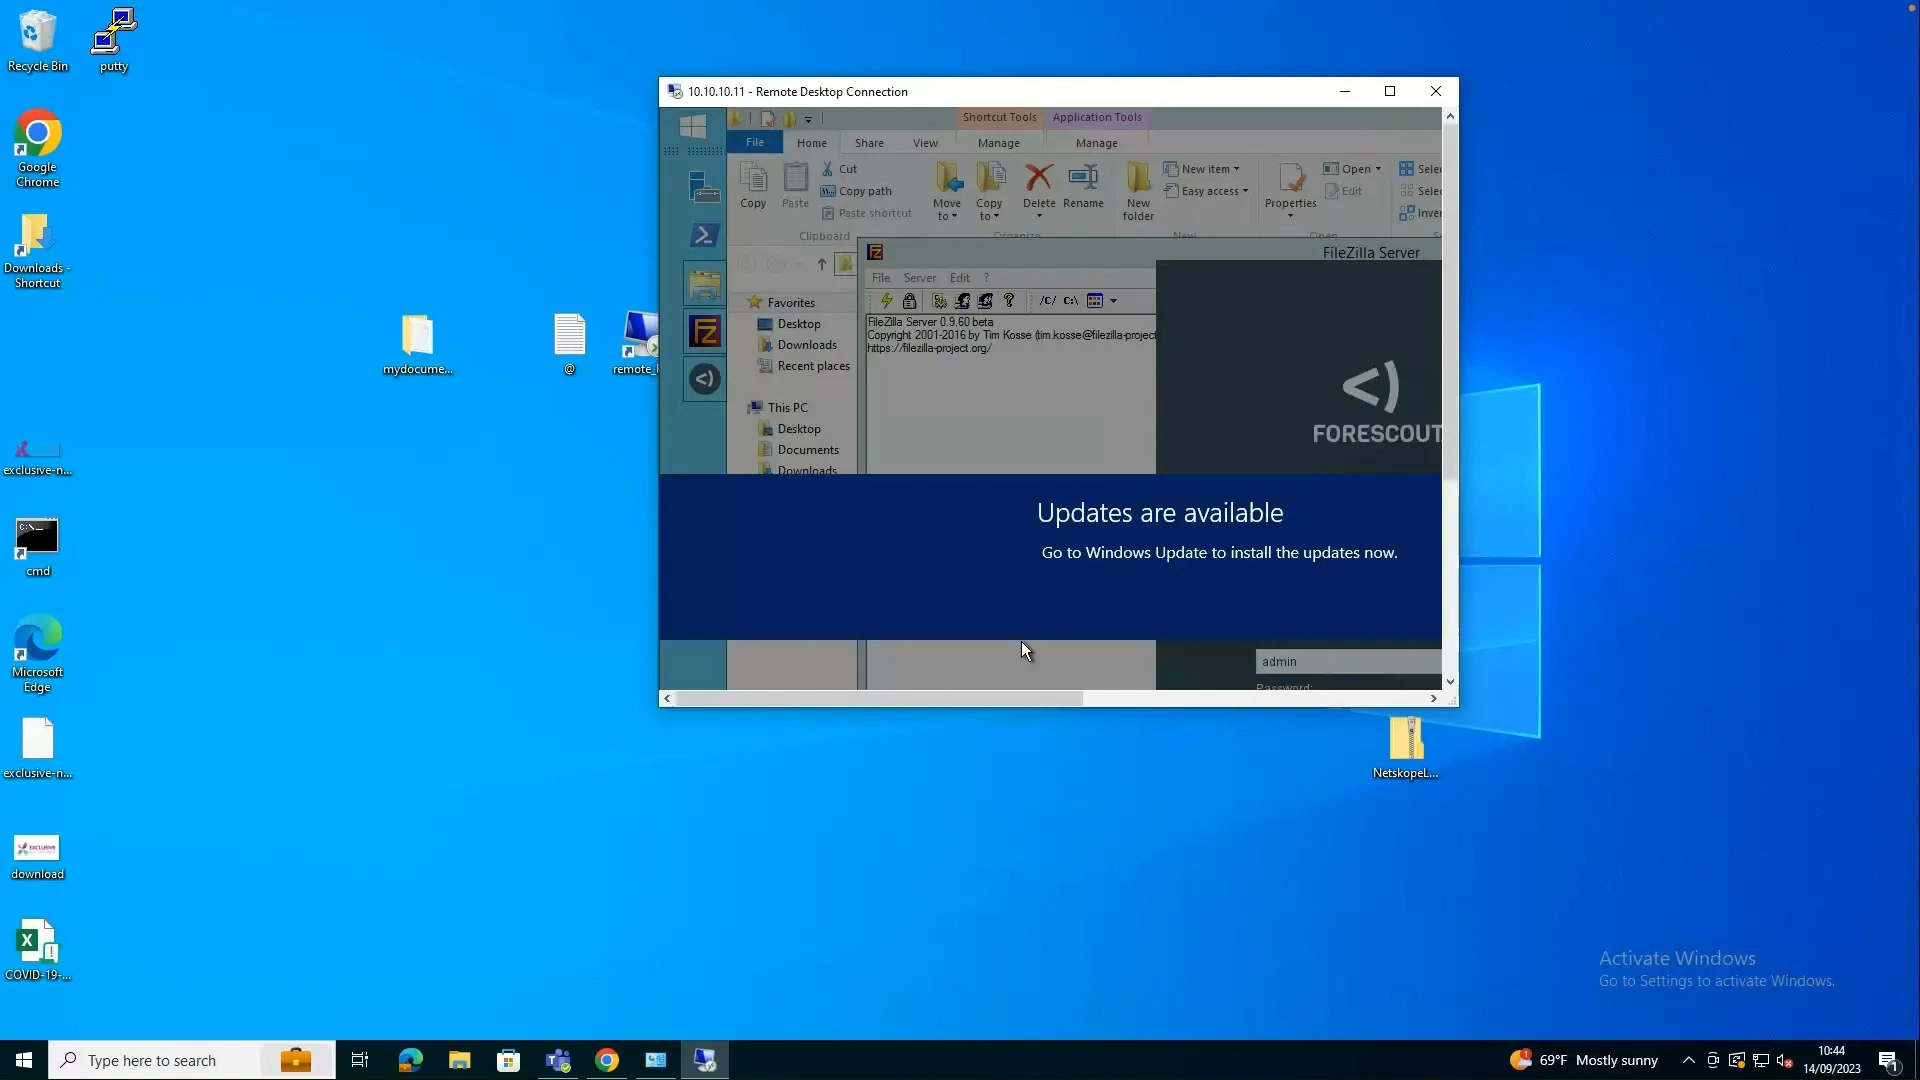 Recycle Bin
putty
Google
Chrome
Downloads -
Shortcut
mydocume...
@
exclusive-n...
cmd
Microsoft
Edge
exclusive-n...
download
COVID-19-...
10.10.10.11 - Remote Desktop Connection
Shortcut Tools
Application Tools
File
Home
Share
View
Manage
Manage
Copy
Paste
Cut
Copy path
Paste shortcut
Clipboard
Move
to
Copy
to
Delete
Rename
Organize
New
folder
New item
Easy access
New
Properties
Open
Edit
Open
FileZilla Server
File
Server
Edit
?
/C/
C:\
Favorites
Desktop
Downloads
Recent places
This PC
Desktop
Documents
Downloads
FileZilla Server 0.9.60 beta
Copyright 2001-2016 by Tim Kosse (tim.kosse@filezilla-project
https://filezilla-project.org/
FORESCOUT
Updates are available
Go to Windows Update to install the updates now.
admin
Password:
NetskopeL...
Activate Windows
Go to Settings to activate Windows.
Type here to search
69°F Mostly sunny
10:44
14/09/2023
1